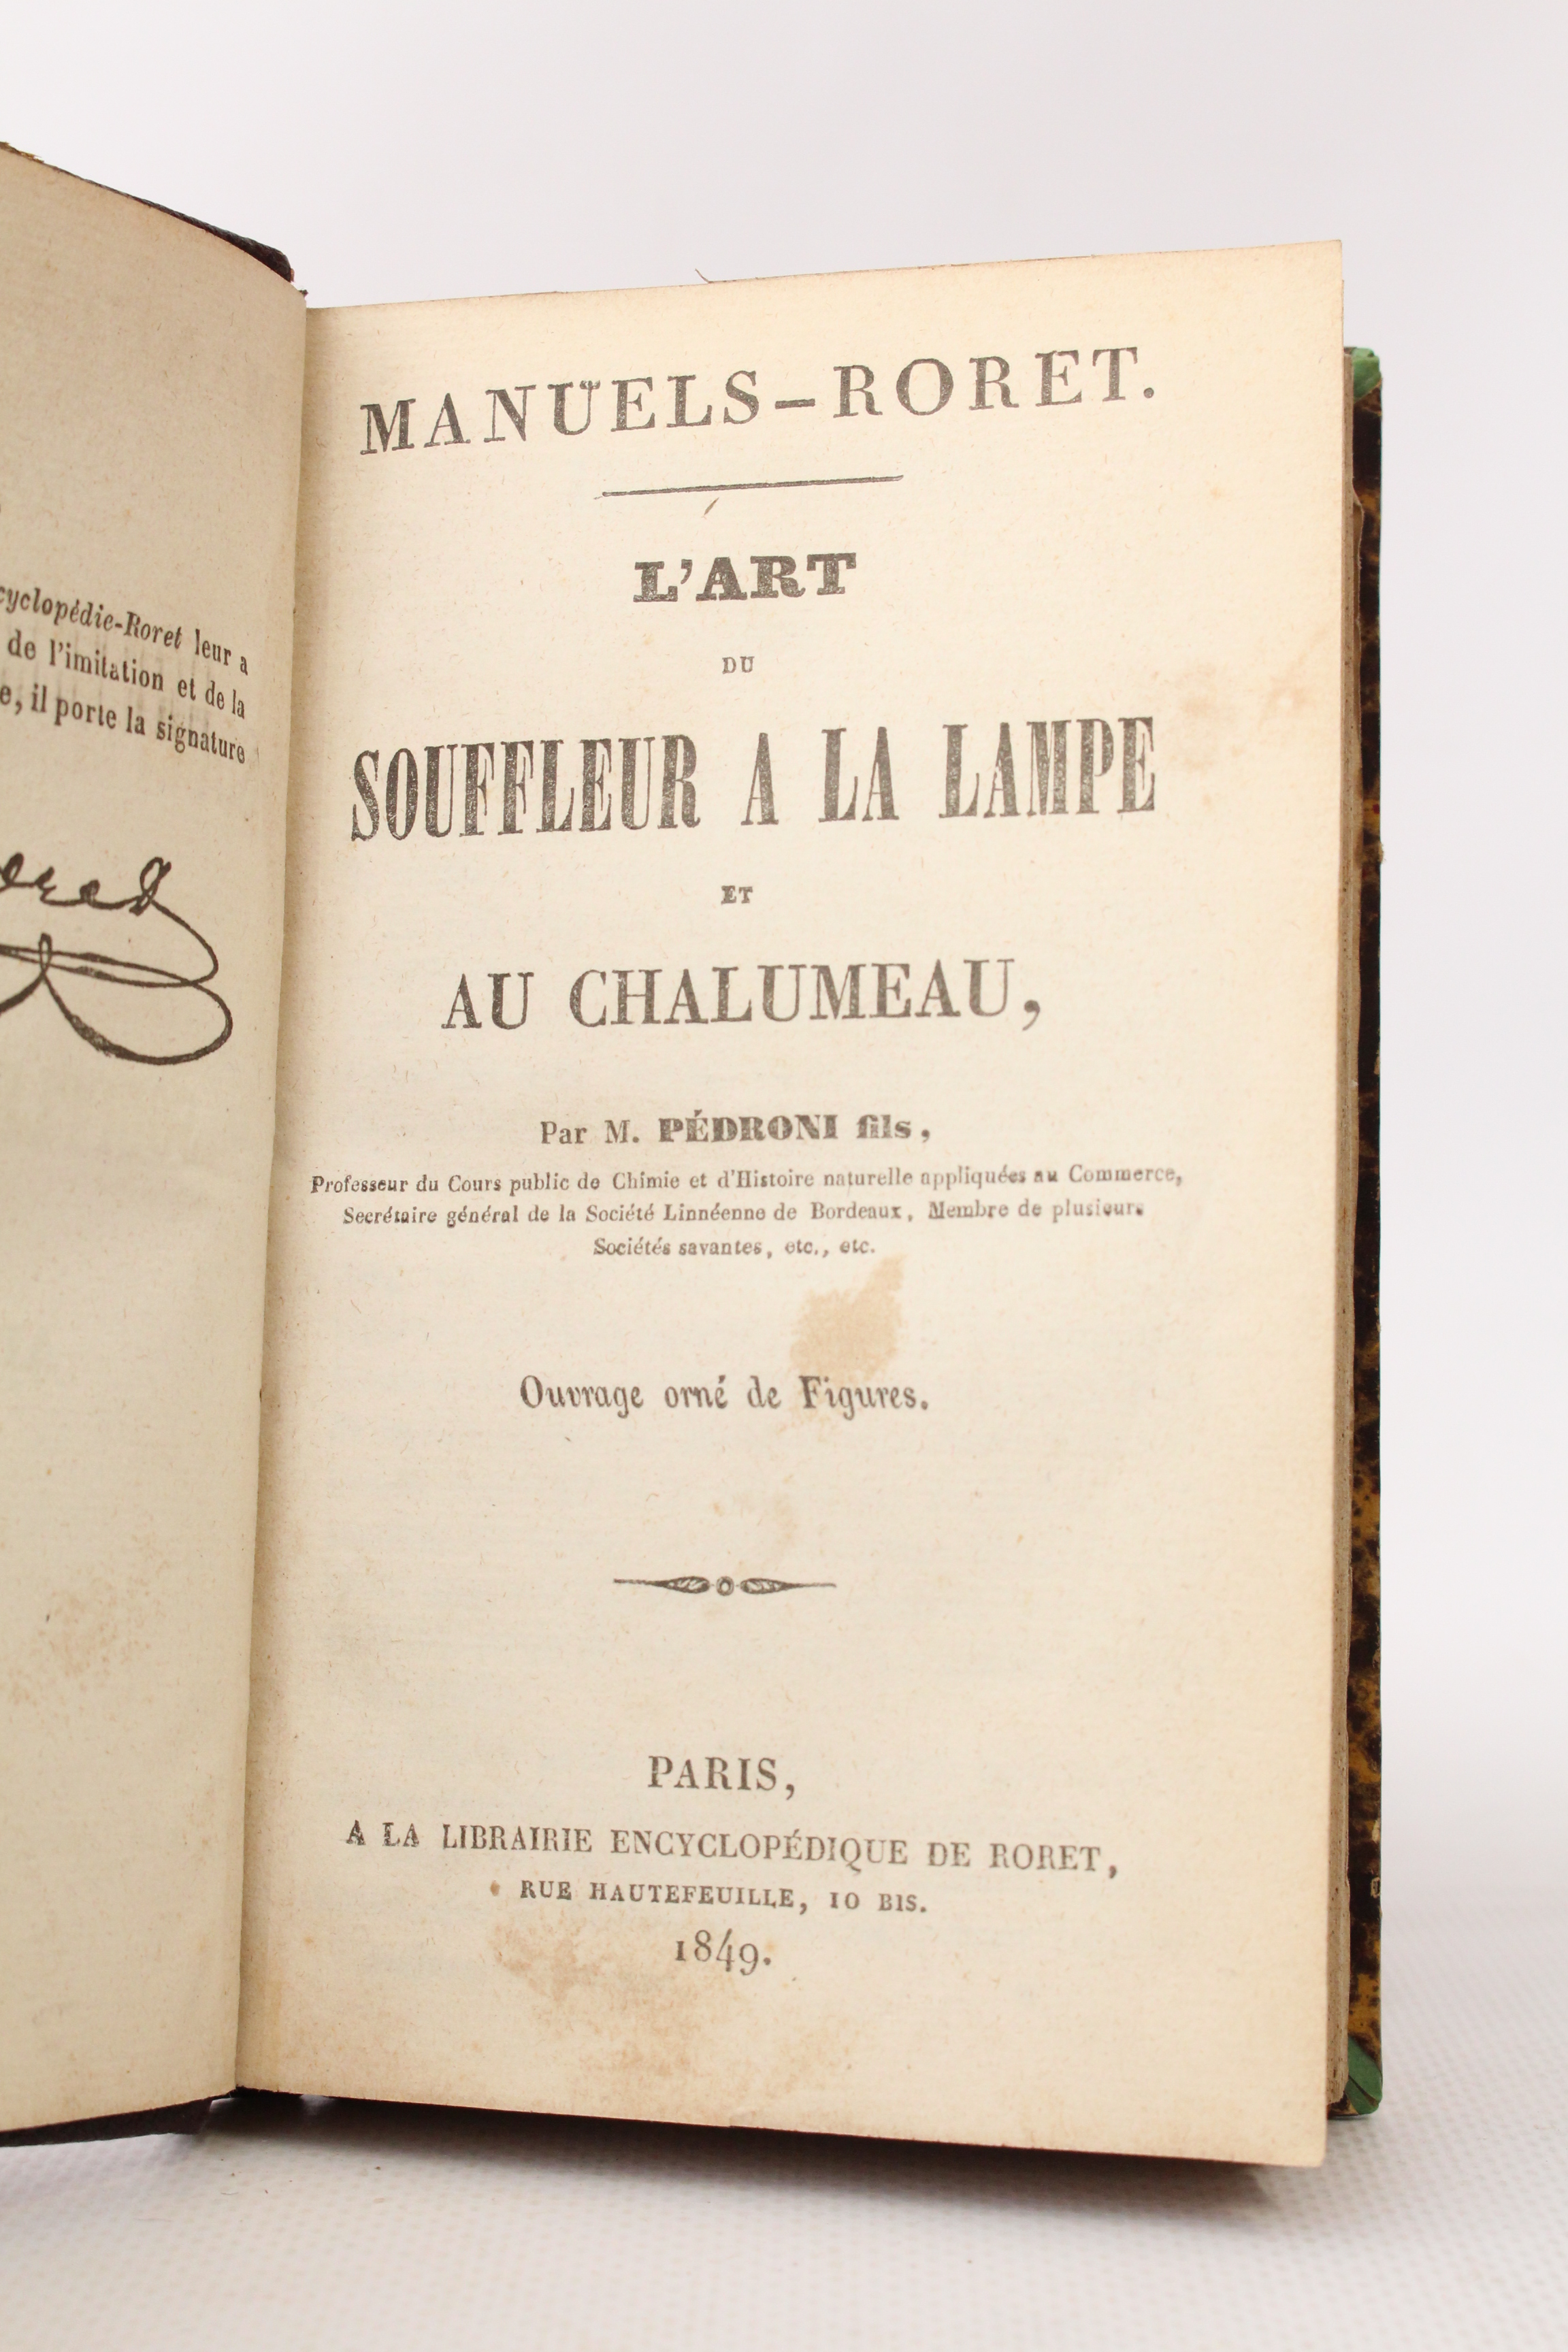 cyclopédie-Roret leur a
de l'imitation et de la
e, il porte la signature
MANUELS-RORET.
L'ART
DU
SOUFFLEUR A LA LAMPE
ET
AU CHALUMEAU,
Par M. PÉDRONI fils,
Professeur du Cours public de Chimie et d'Histoire naturelle appliquées au Commerce,
Secrétaire général de la Société Linnéenne de Bordeaux, Membre de plusieurs
Sociétés savantes, etc., etc.
Ouvrage orné de Figures.
PARIS,
A LA LIBRAIRIE ENCYCLOPÉDIQUE DE RORET,
RUE HAUTEFEUILLE, 10 BIS.
1849.